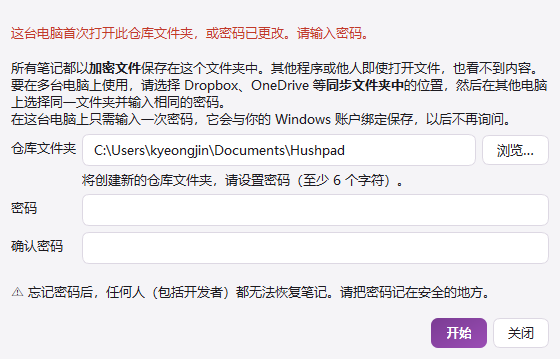 这台电脑首次打开此仓库文件夹，或密码已更改。请输入密码。
所有笔记都以加密文件保存在这个文件夹中。其他程序或他人即使打开文件，也看不到内容。
要在多台电脑上使用，请选择 Dropbox、OneDrive 等同步文件夹中的位置，然后在其他电脑
上选择同一文件夹并输入相同的密码。
在这台电脑上只需输入一次密码，它会与你的 Windows 账户绑定保存，以后不再询问。
仓库文件夹 C:\Users\kyeongjin\Documents\Hushpad 浏览...
将创建新的仓库文件夹，请设置密码（至少 6 个字符）。
密码
确认密码
⚠ 忘记密码后，任何人（包括开发者）都无法恢复笔记。请把密码记在安全的地方。
开始 关闭